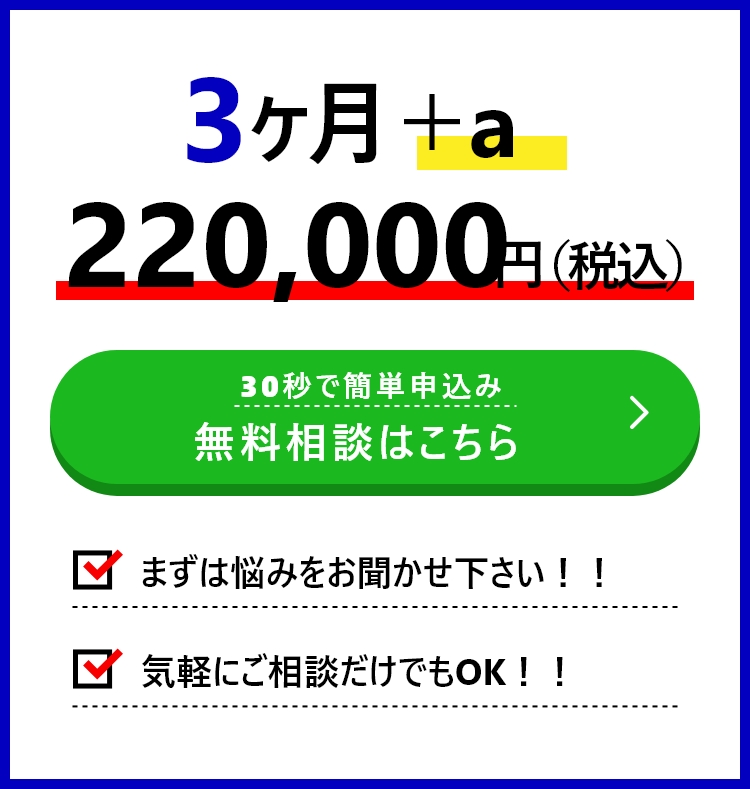 3ヶ月＋a
220,000円（税込）
30秒で簡単申込み
無料相談はこちら
まずは悩みをお聞かせ下さい！！
気軽にご相談だけでもOK！！